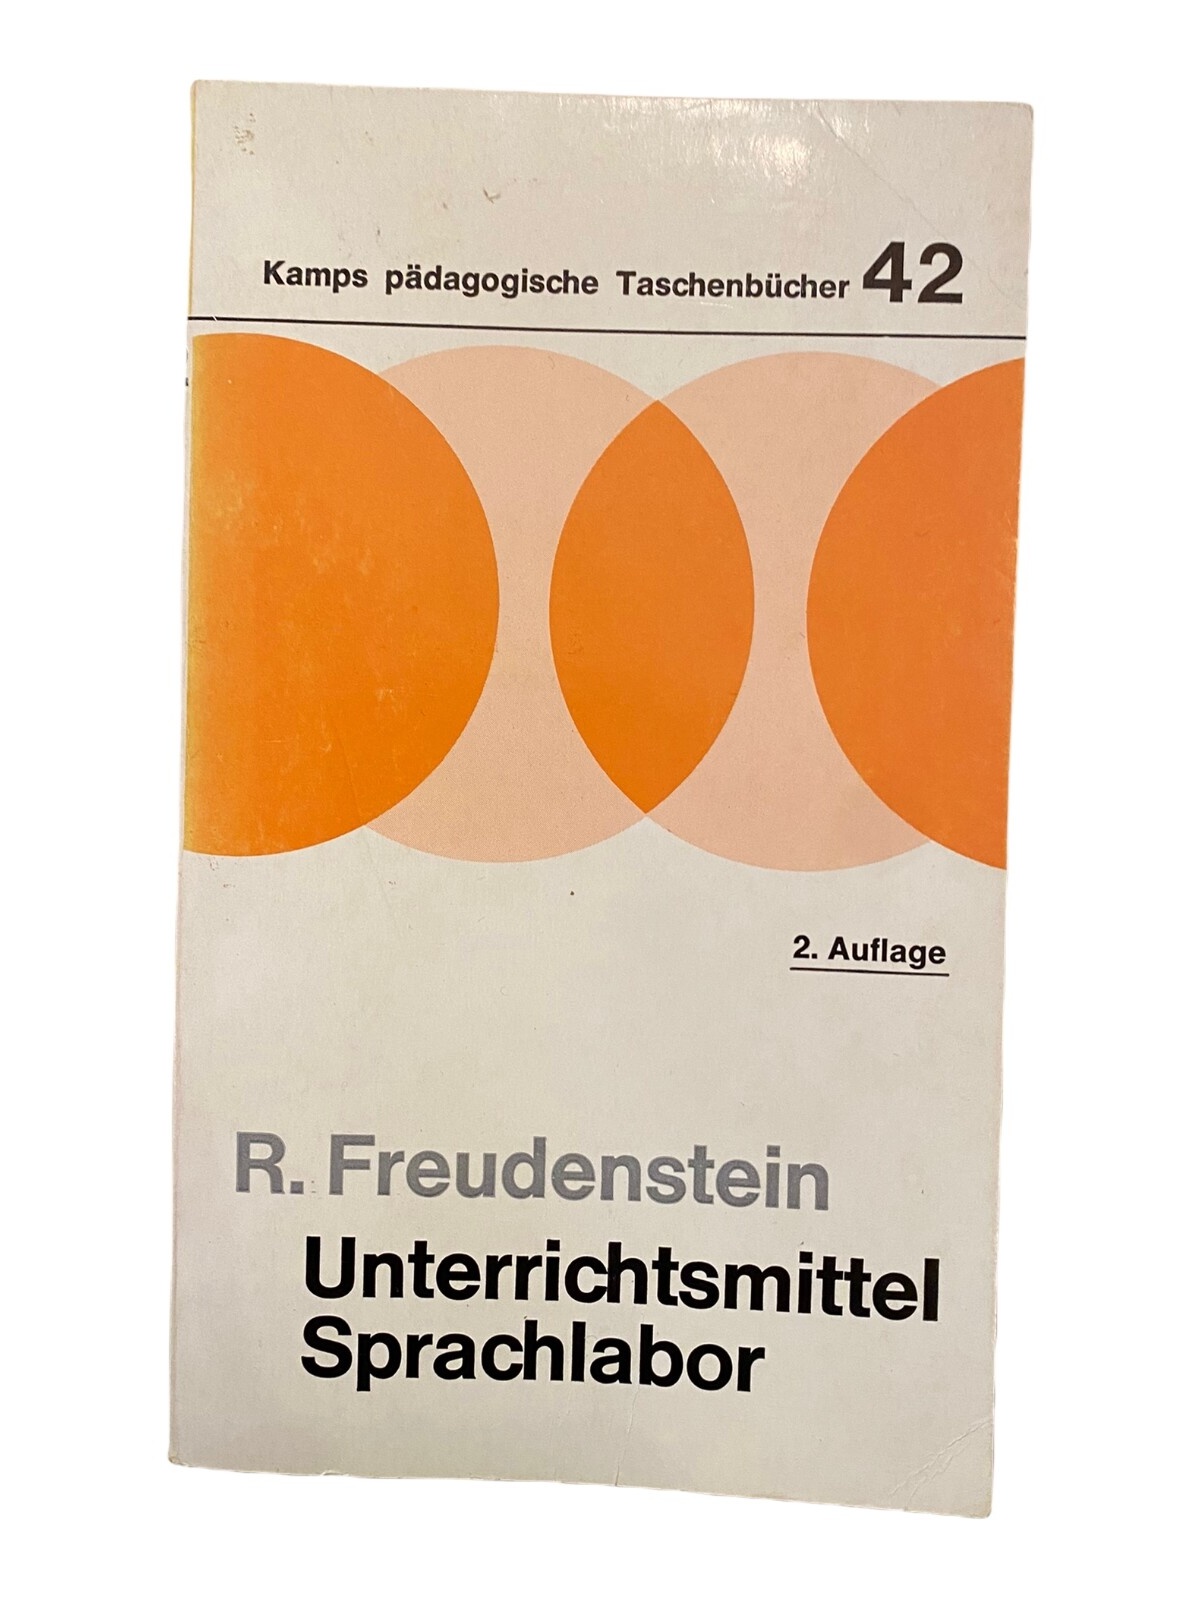 Kamps pädagogische Taschenbücher 42
2. Auflage
R. Freudenstein
Unterrichtsmittel
Sprachlabor